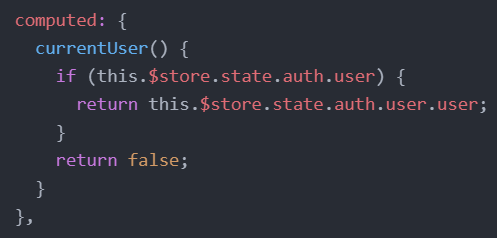 computed: {
  currentUser() {
    if (this.$store.state.auth.user) {
      return this.$store.state.auth.user.user;
    }
    return false;
  }
},